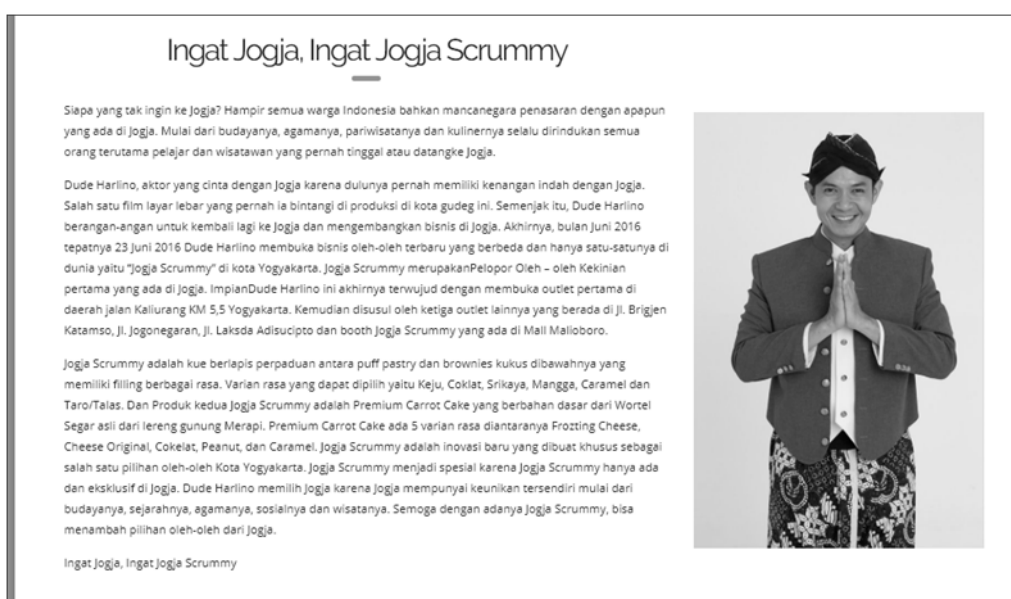 Ingat Jogja, Ingat Jogja Scrummy
Siapa yang tak ingin ke Jogja? Hampir semua warga Indonesia bahkan mancanegara penasaran dengan apapun
yang ada di Jogja. Mulai dari budayanya, agamanya, pariwisatanya dan kulinernya selalu dirindukan semua
orang terutama pelajar dan wisatawan yang pernah tinggal atau datangke Jogja.
Dude Harlino, aktor yang cinta dengan Jogja karena dulunya pernah memiliki kenangan indah dengan Jogja.
Salah satu film layar lebar yang pernah ia bintangi di produksi di kota gudeg ini. Semenjak itu, Dude Harlino
berangan-angan untuk kembali lagi ke Jogja dan mengembangkan bisnis di Jogja. Akhirnya, bulan Juni 2016
tepatnya 23 Juni 2016 Dude Harlino membuka bisnis oleh-oleh terbaru yang berbeda dan hanya satu-satunya di
dunia yaitu “Jogja Scrummy” di kota Yogyakarta. Jogja Scrummy merupakanPelopor Oleh – oleh Kekinian
pertama yang ada di Jogja. ImpianDude Harlino ini akhirnya terwujud dengan membuka outlet pertama di
daerah jalan Kaliurang KM 5,5 Yogyakarta. Kemudian disusul oleh ketiga outlet lainnya yang berada di Jl. Brigjen
Katamso, Jl. Jogonegaran, Jl. Laksda Adisucipto dan booth Jogja Scrummy yang ada di Mall Malioboro.
Jogja Scrummy adalah kue berlapis perpaduan antara puff pastry dan brownies kukus dibawahnya yang
memiliki filling berbagai rasa. Varian rasa yang dapat dipilih yaitu Keju, Coklat, Srikaya, Mangga, Caramel dan
Taro/Talas. Dan Produk kedua Jogja Scrummy adalah Premium Carrot Cake yang berbahan dasar dari Wortel
Segar asli dari lereng gunung Merapi. Premium Carrot Cake ada 5 varian rasa diantaranya Frozting Cheese,
Cheese Original, Cokelat, Peanut, dan Caramel. Jogja Scrummy adalah inovasi baru yang dibuat khusus sebagai
salah satu pilihan oleh-oleh Kota Yogyakarta. Jogja Scrummy menjadi spesial karena Jogja Scrummy hanya ada
dan eksklusif di Jogja. Dude Harlino memilih Jogja karena Jogja mempunyai keunikan tersendiri mulai dari
budayanya, sejarahnya, agamanya, sosialnya dan wisatanya. Semoga dengan adanya Jogja Scrummy, bisa
menambah pilihan oleh-oleh dari Jogja.
Ingat Jogja, Ingat Jogja Scrummy